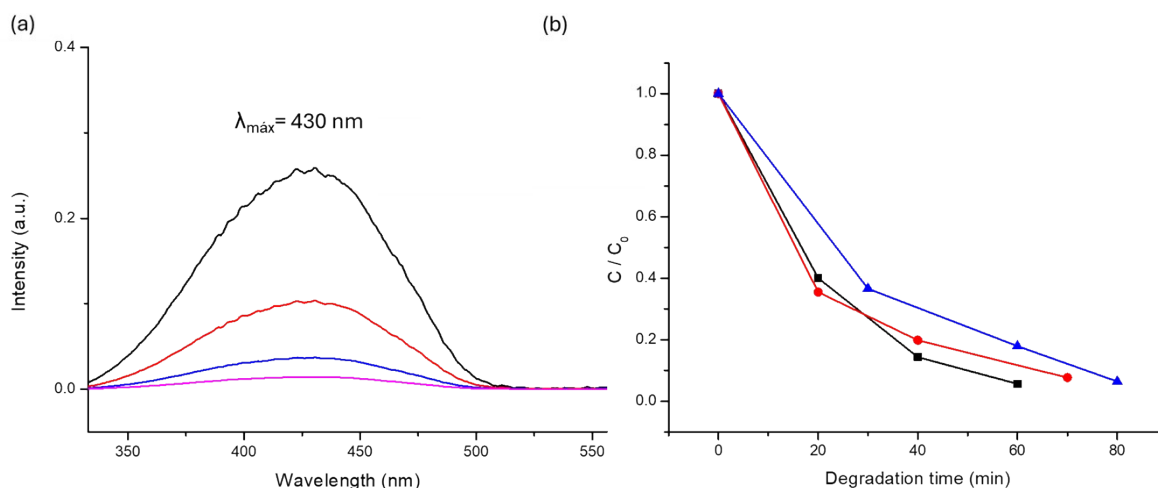 (a)
0.4
0.2
0.0
Intensity (a.u.)
λmáx= 430 nm
350
400
450
500
550
Wavelength (nm)
(b)
1.0
0.8
0.6
0.4
0.2
0.0
C / C0
0
20
40
60
80
Degradation time (min)